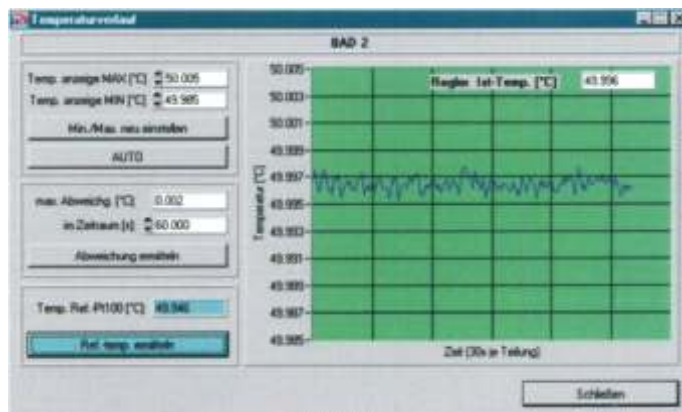 Temperaturverlauf
BAD 2
Temp. anzeige MAX [°C] 50.005
Temp. anzeige MIN [°C] 49.985
Min./Max. neu einstellen
AUTO
max. Abweichg. [°C] 0.002
im Zeitraum [s] 60.000
Abweichung ermitteln
Temp. Ref.-Pt100 [°C] 49.946
Ref. temp. ermitteln
Regler Ist-Temp. [°C] 49.996
Temperatur [°C]
50.005
50.003
50.001
49.999
49.997
49.995
49.993
49.991
49.989
49.987
49.985
Zeit (30s je Teilung)
Schließen